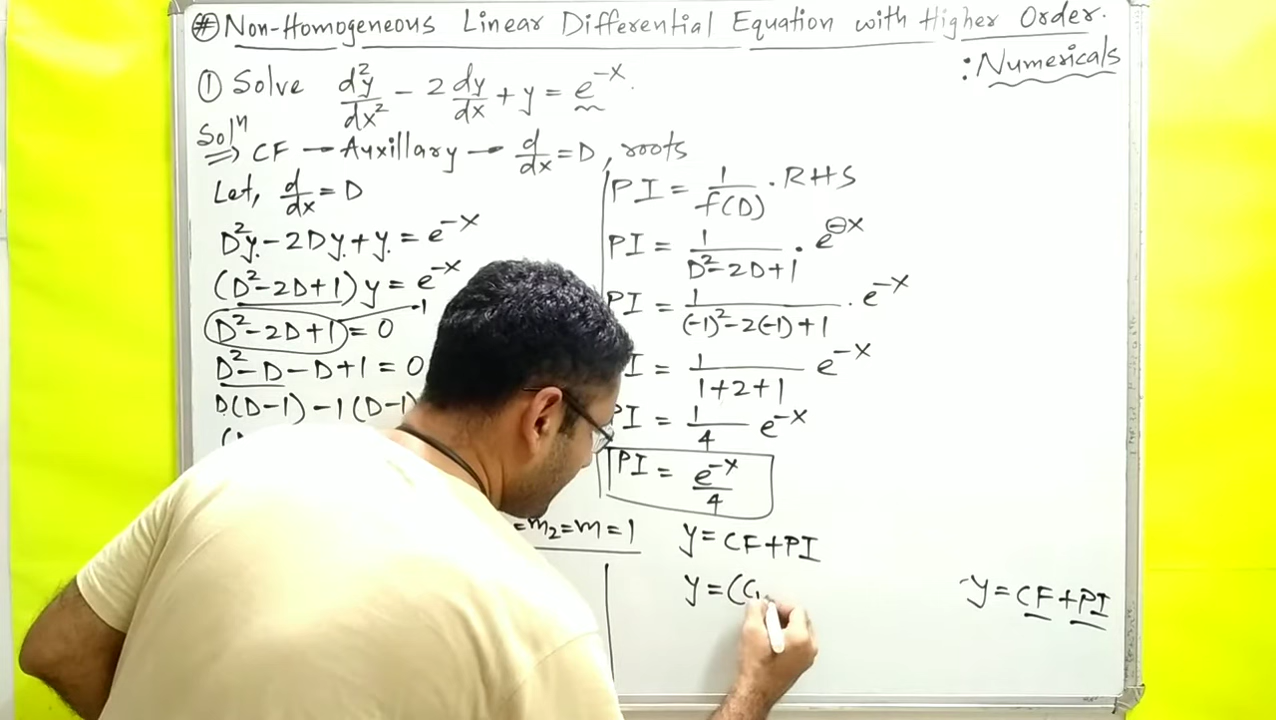 # Non-Homogeneous Linear Differential Equation with Higher Order.
: Numericals
① Solve d²y/dx² - 2 dy/dx + y = e^-x.
Solⁿ
⇒ CF — Auxillary — d/dx = D, roots
Let, d/dx = D
D²y - 2Dy + y = e^-x
(D² - 2D + 1) y = e^-x
D² - 2D + 1 = 0
D² - D - D + 1 = 0
D(D-1) - 1(D-1)
= m₂ = m = 1
PI = 1/f(D) . RHS
PI = 1/(D² - 2D + 1) . e^-x
PI = 1/((-1)² - 2(-1) + 1) . e^-x
I = 1/(1+2+1) e^-x
PI = 1/4 e^-x
PI = e^-x/4
y = CF + PI
y = (C₁
y = CF + PI